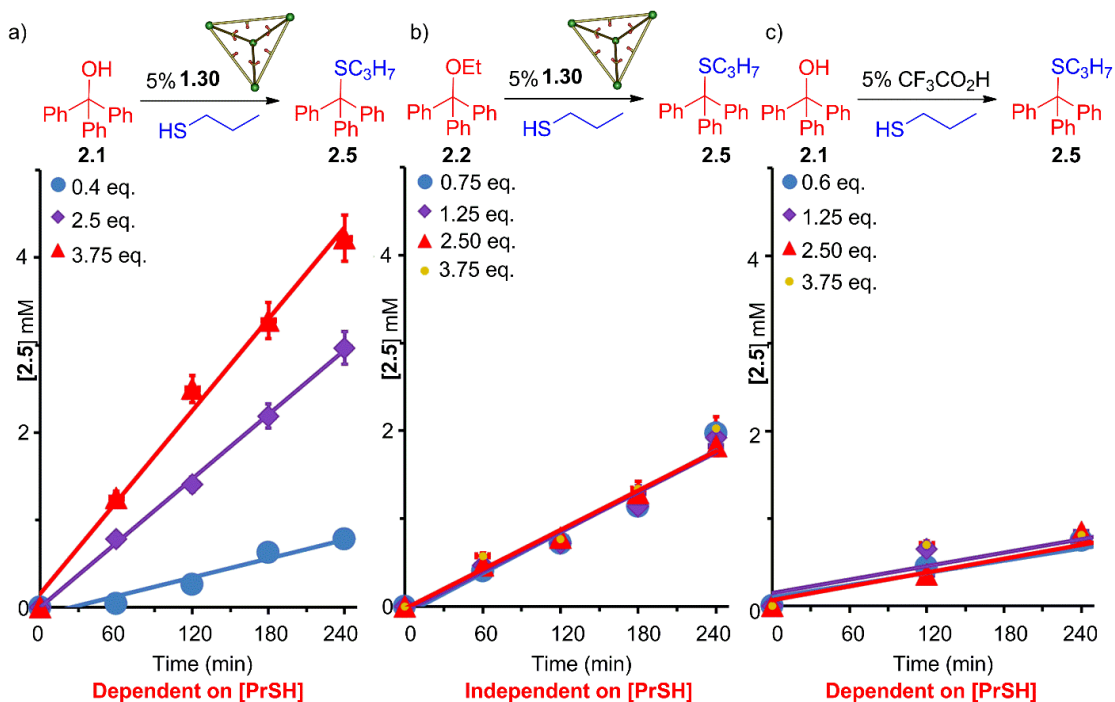 a)
OH
Ph Ph
Ph
2.1
5% 1.30
HS
SC3H7
Ph Ph
Ph
2.5
b)
OEt
Ph Ph
Ph
2.2
5% 1.30
HS
SC3H7
Ph Ph
Ph
2.5
c)
OH
Ph Ph
Ph
2.1
5% CF3CO2H
HS
SC3H7
Ph Ph
Ph
2.5
[2.5] mM
4
2
0
0.4 eq.
2.5 eq.
3.75 eq.
0 60 120 180 240
Time (min)
Dependent on [PrSH]
[2.5] mM
4
2
0
0.75 eq.
1.25 eq.
2.50 eq.
3.75 eq.
0 60 120 180 240
Time (min)
Independent on [PrSH]
[2.5] mM
4
2
0
0.6 eq.
1.25 eq.
2.50 eq.
3.75 eq.
0 60 120 180 240
Time (min)
Dependent on [PrSH]